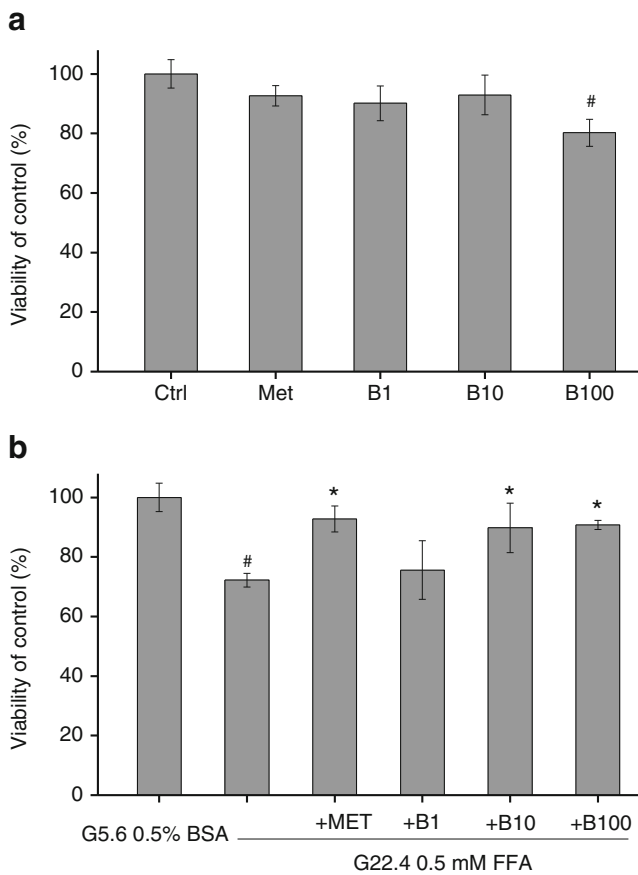 a
Viability of control (%)
100
80
60
40
20
0
#
Ctrl Met B1 B10 B100
b
Viability of control (%)
100
80
60
40
20
0
# * * *
G5.6 0.5% BSA +MET +B1 +B10 +B100
G22.4 0.5 mM FFA